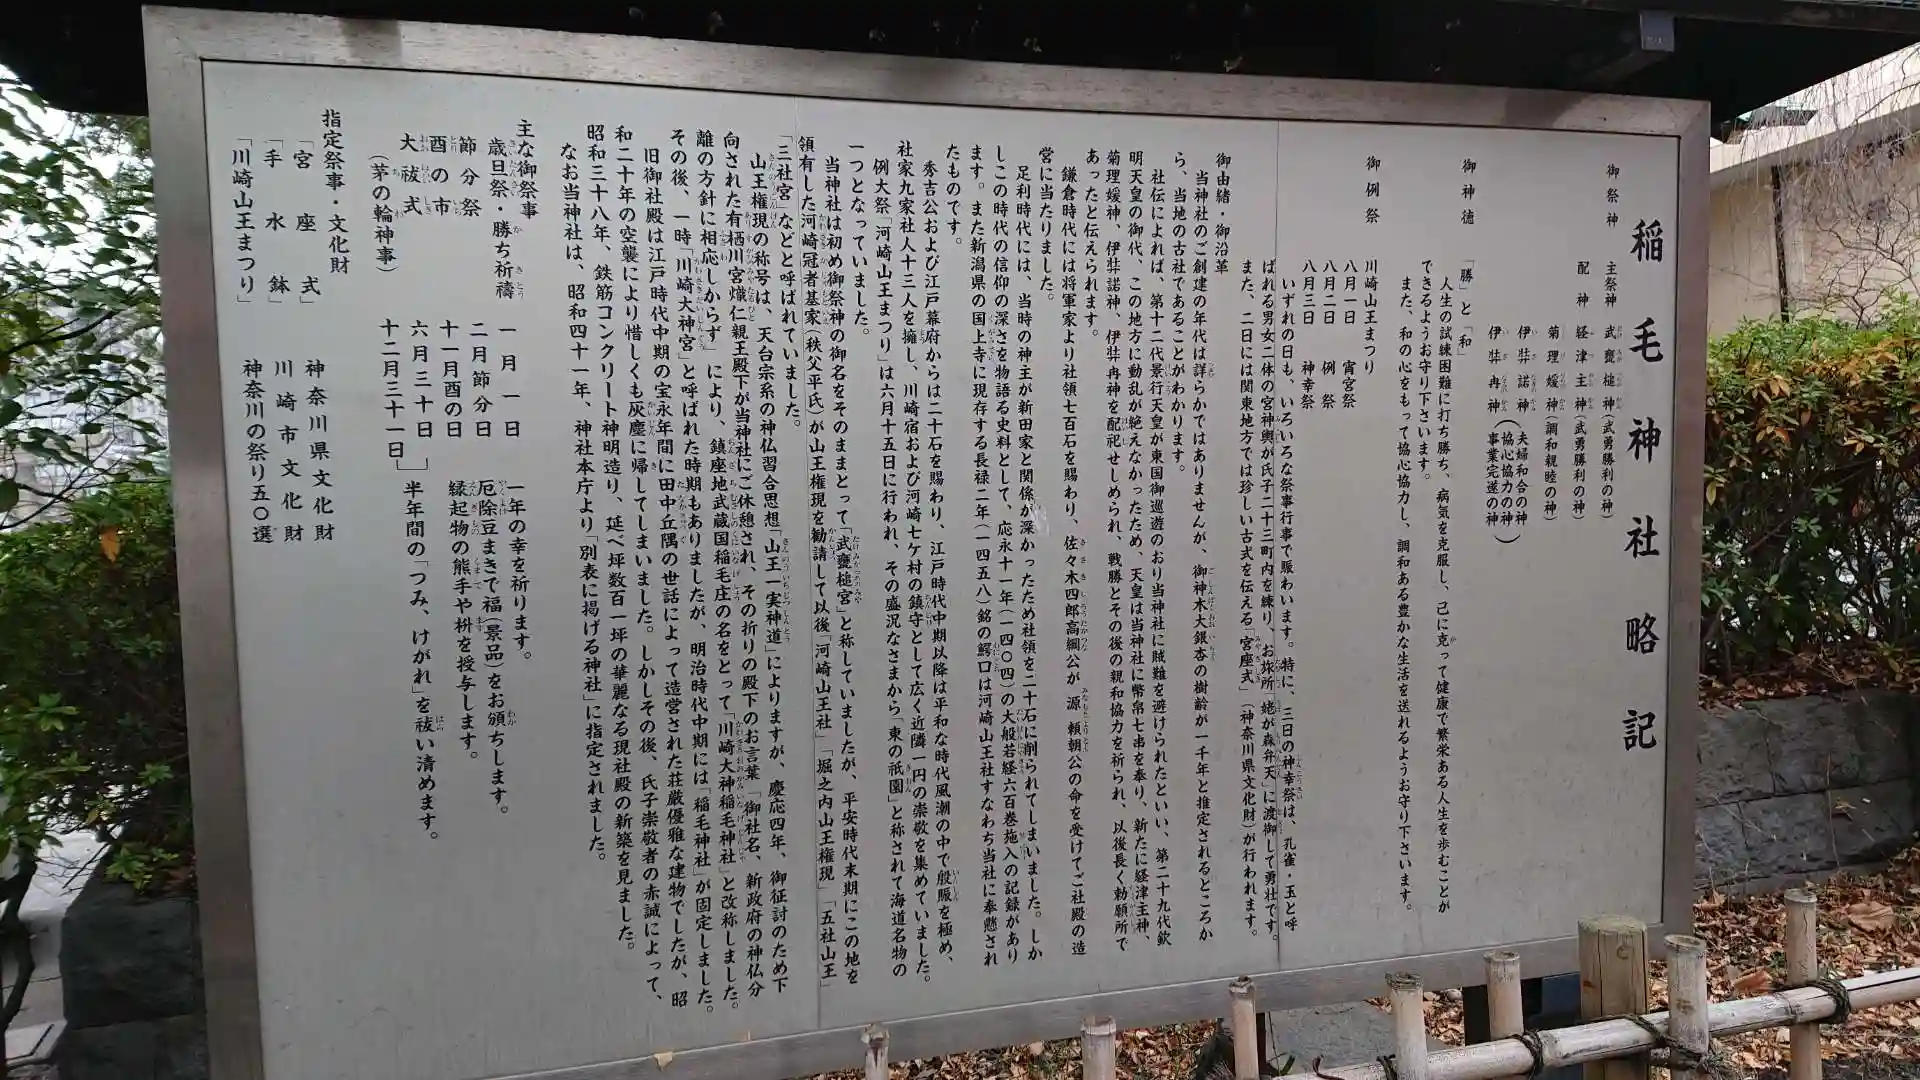 稲毛神社略記
御祭神
主祭神 武甕槌神(武勇勝利の神)
配神 経津主神(武勇勝利の神)
菊理媛神(調和親睦の神)
伊弉諾神(夫婦和合の神)
伊弉冉神(協心協力の神)(事業完遂の神)
御神徳
「勝」と「和」
人生の試練困難に打ち勝ち、病気を克服し、己に克って健康で繁栄ある人生を歩むことが
できるようお守り下さいます。
また、和の心をもって協心協力し、調和ある豊かな生活を送れるようお守り下さいます。
御例祭
川崎山王まつり
八月一日 宵宮祭
八月二日 例祭
八月三日 神幸祭
いずれの日も、いろいろな祭事行事で賑わいます。特に、三日の神幸祭は、孔雀・玉と呼
ばれる男女二体の宮神輿が氏子二十三町内を練り、お旅所「姥が森弁天」に渡御して勇壮です。
また、二日には関東地方では珍しい古式を伝える「宮座式」(神奈川県文化財)が行われます。
御由緒・御沿革
当神社のご創建の年代は詳らかではありませんが、御神木大銀杏の樹齢が一千年と推定されるところか
ら、当地の古社であることがわかります。
社伝によれば、第十二代景行天皇が東国御巡遊のおり当神社に賊難を避けられたといい、第二十九代欽
明天皇の御代、この地方に動乱が絶えなかったため、天皇は当神社に幣帛七串を奉り、新たに経津主神、
菊理媛神、伊弉諾神、伊弉冉神を配祀せしめられ、戦勝とその後の親和協力を祈られ、以後長く勅願所で
あったと伝えられます。
鎌倉時代には将軍家より社領七百石を賜わり、佐々木四郎高綱公が源頼朝公の命を受けてご社殿の造
営に当たりました。
足利時代には、当時の神主が新田家と関係が深かったため社領を二十石に削られてしまいました。しか
しこの時代の信仰の深さを物語る史料として、応永十一年(一四〇四)の大般若経六百巻施入の記録があり
ます。また新潟県の国上寺に現存する長禄二年(一四五八)銘の鰐口は河崎山王社すなわち当社に奉懸され
たものです。
秀吉公および江戸幕府からは二十石を賜わり、江戸時代中期以降は平和な時代風潮の中で殷賑を極め、
社家九家社人十三人を擁し、川崎宿および河崎七ケ村の鎮守として広く近隣一円の崇敬を集めていました。
例大祭「河崎山王まつり」は六月十五日に行われ、その盛況なさまから「東の祇園」と称されて海道名物の
一つとなっていました。
当神社は初め御祭神の御名をそのままとって「武甕槌宮」と称していましたが、平安時代末期にこの地を
領有した河崎冠者基家(秩父平氏)が山王権現を勧請して以後「河崎山王社」「堀之内山王権現」「五社山王」
「三社宮」などと呼ばれていました。
山王権現の称号は、天台宗系の神仏習合思想「山王一実神道」によりますが、慶応四年、御征討のため下
向された有栖川宮熾仁親王殿下が当神社にご休憩され、その折りの殿下のお言葉「御社名、新政府の神仏分
離の方針に相応しからず」により、鎮座地武蔵国稲毛庄の名をとって「川崎大神稲毛神社」と改称しました。
その後、一時「川崎大神宮」と呼ばれた時期もありましたが、明治時代中期には「稲毛神社」が固定しました。
旧御社殿は江戸時代中期の宝永年間に田中丘隅の世話によって造営された荘厳優雅な建物でしたが、昭
和二十年の空襲により惜しくも灰塵に帰してしまいました。しかしその後、氏子崇敬者の赤誠によって、
昭和三十八年、鉄筋コンクリート神明造り、延べ坪数百一坪の華麗なる現社殿の新築を見ました。
なお当神社は、昭和四十一年、神社本庁より「別表に掲げる神社」に指定されました。
主な御祭事
歳旦祭・勝ち祈禱 一月一日 一年の幸を祈ります。
節分祭 二月節分日 厄除豆まきで福(景品)をお頒ちします。
酉の市 十一月酉の日 縁起物の熊手や枡を授与します。
大祓式 六月三十日
(茅の輪神事) 十二月三十一日 半年間の「つみ、けがれ」を祓い清めます。
指定祭事・文化財
「宮座式」 神奈川県文化財
「手水鉢」 川崎市文化財
「川崎山王まつり」 神奈川の祭り五〇選